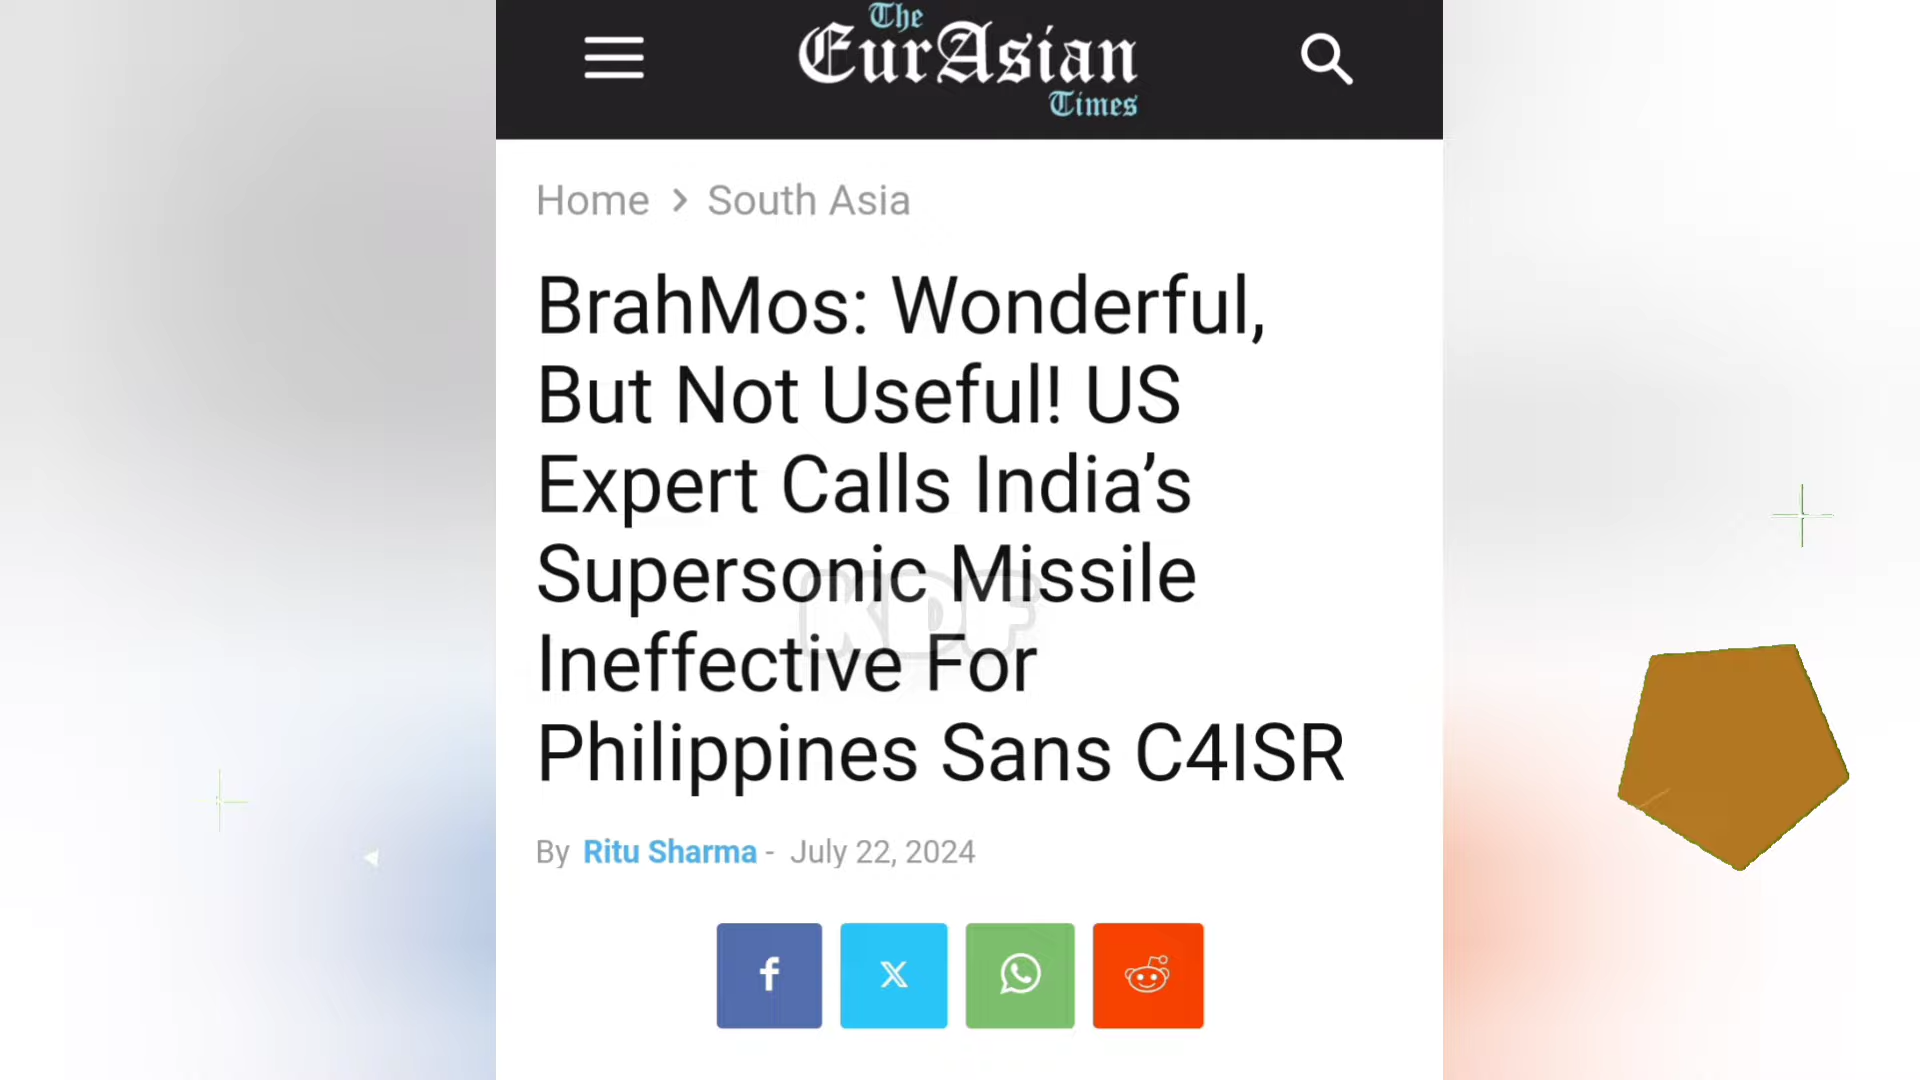 The
EurAsian
Times
Home > South Asia
BrahMos: Wonderful,
But Not Useful! US
Expert Calls India’s
Supersonic Missile
Ineffective For
Philippines Sans C4ISR
KDF
By Ritu Sharma - July 22, 2024